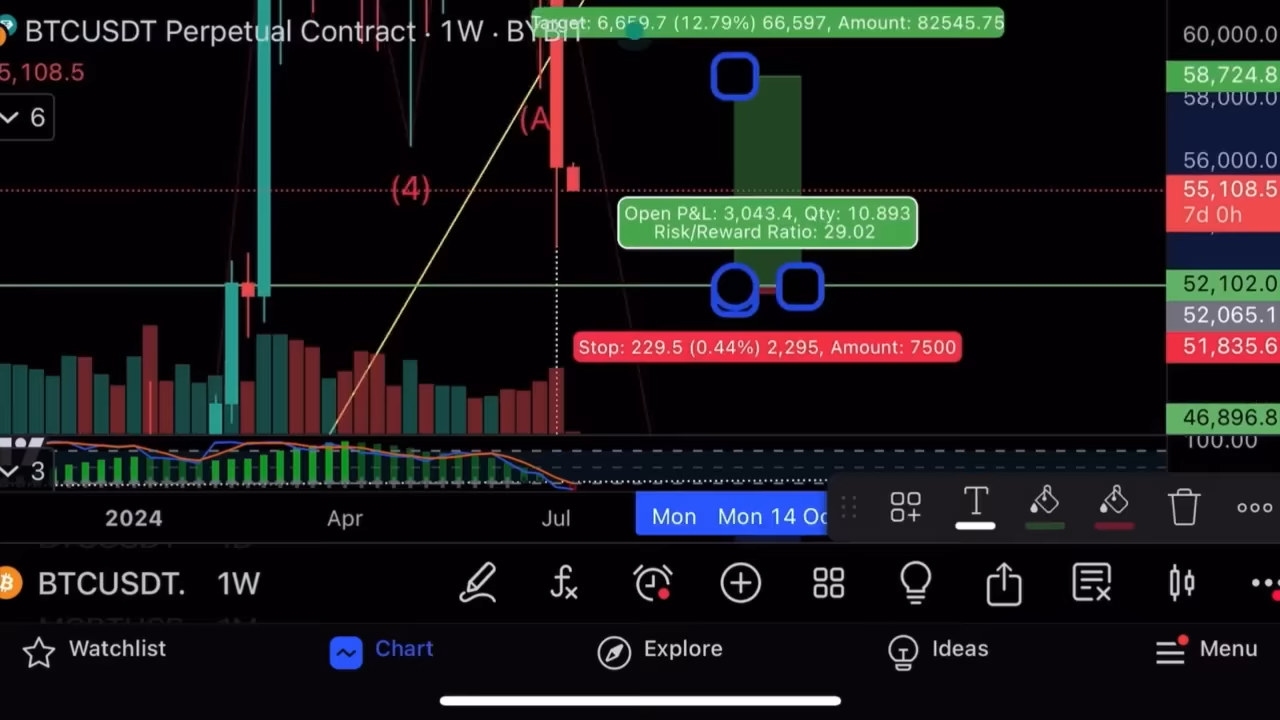 Target: 6,659.7 (12.79%) 66,597, Amount: 82545.75
BTCUSDT Perpetual Contract · 1W · BYBIT
5,108.5
6
(A
(4)
60,000.0
58,724.8
58,000.0
56,000.0
55,108.5
7d 0h
Open P&L: 3,043.4, Qty: 10.893
Risk/Reward Ratio: 29.02
52,102.0
52,065.1
51,835.6
Stop: 229.5 (0.44%) 2,295, Amount: 7500
46,896.8
100.00
3
2024
Apr
Jul
Mon
Mon 14 Oc
T
BTCUSDT. 1W
Watchlist
Chart
Explore
Ideas
Menu